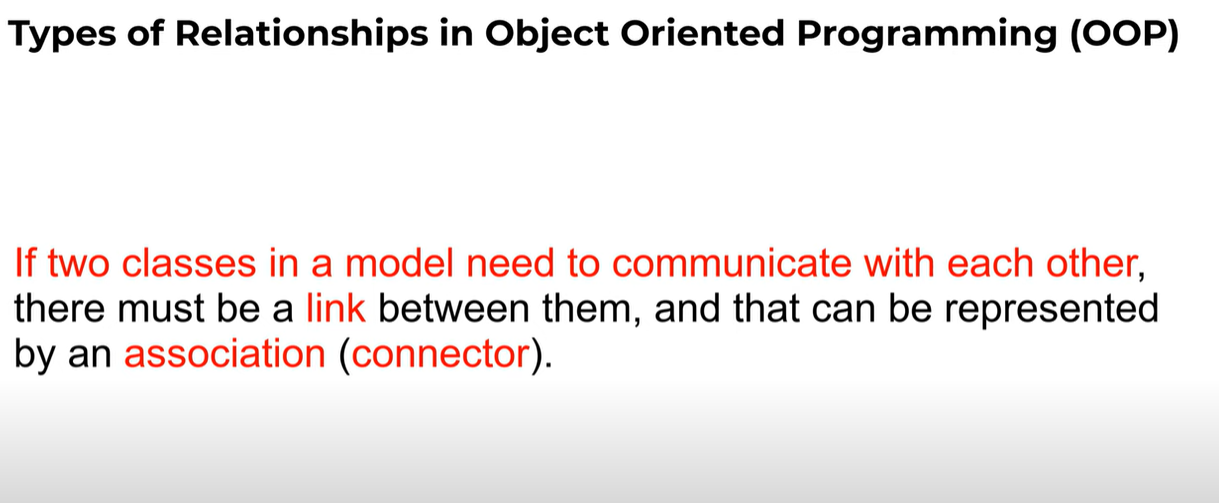 Types of Relationships in Object Oriented Programming (OOP)
If two classes in a model need to communicate with each other,
there must be a link between them, and that can be represented
by an association (connector).